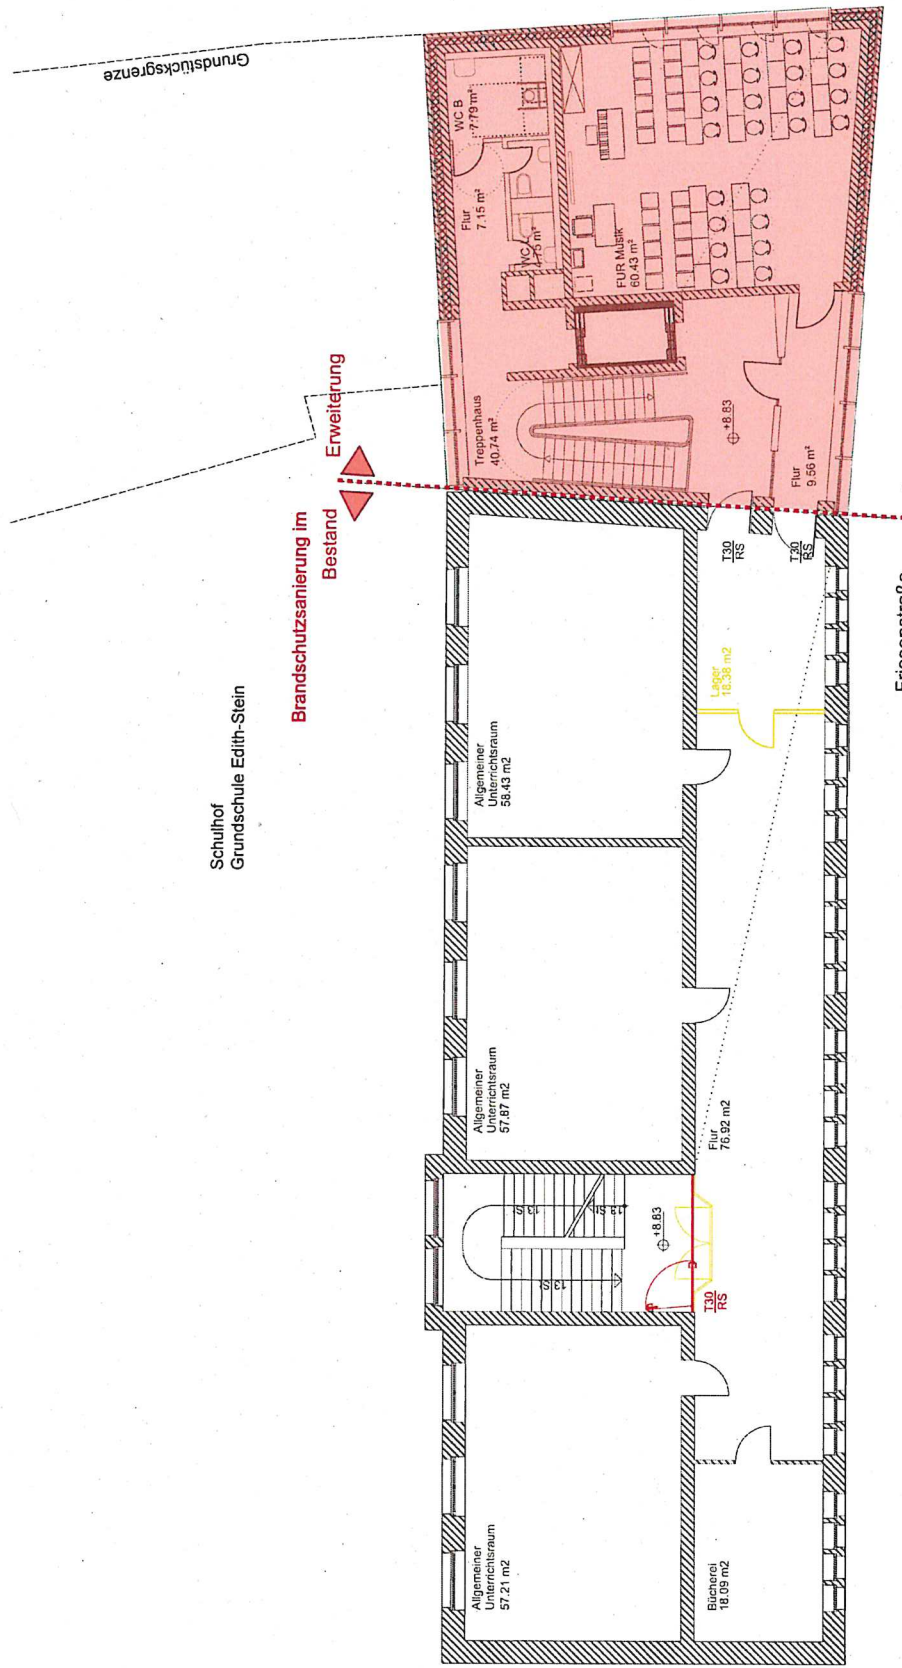 Grundstücksgrenze
Schulhof
Grundschule Edith-Stein
Brandschutzsanierung im
Bestand
Erweiterung
Allgemeiner
Unterrichtsraum
57.21 m2
13 St
13 St
13 St
+8.83
Allgemeiner
Unterrichtsraum
57.87 m2
Allgemeiner
Unterrichtsraum
58.43 m2
Treppenhaus
40.74 m²
Flur
7.15 m²
WC B
7.79 m²
WC
4.75 m²
FUR Musik
60.43 m²
+8.83
Flur
9.56 m²
T30
RS
T30
RS
Lager
18.38 m2
Flur
76.92 m2
T30
RS
Bücherei
18.09 m2